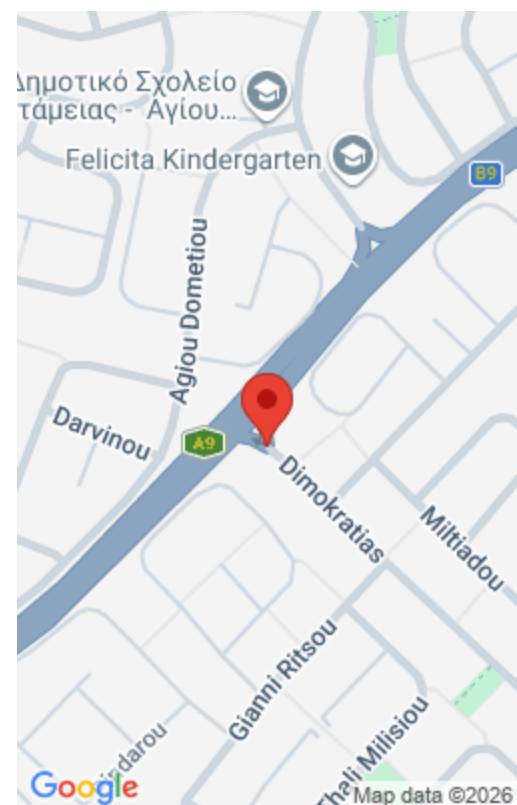 Δημοτικό Σχολείο
τάμειας - Αγίου...
Felicita Kindergarten
B9
Agiou Dometiou
Darvinou
A9
Dimokratias
Miltiadou
Gianni Ritsou
ndarou
Thali Milisiou
Google
Map data ©2026